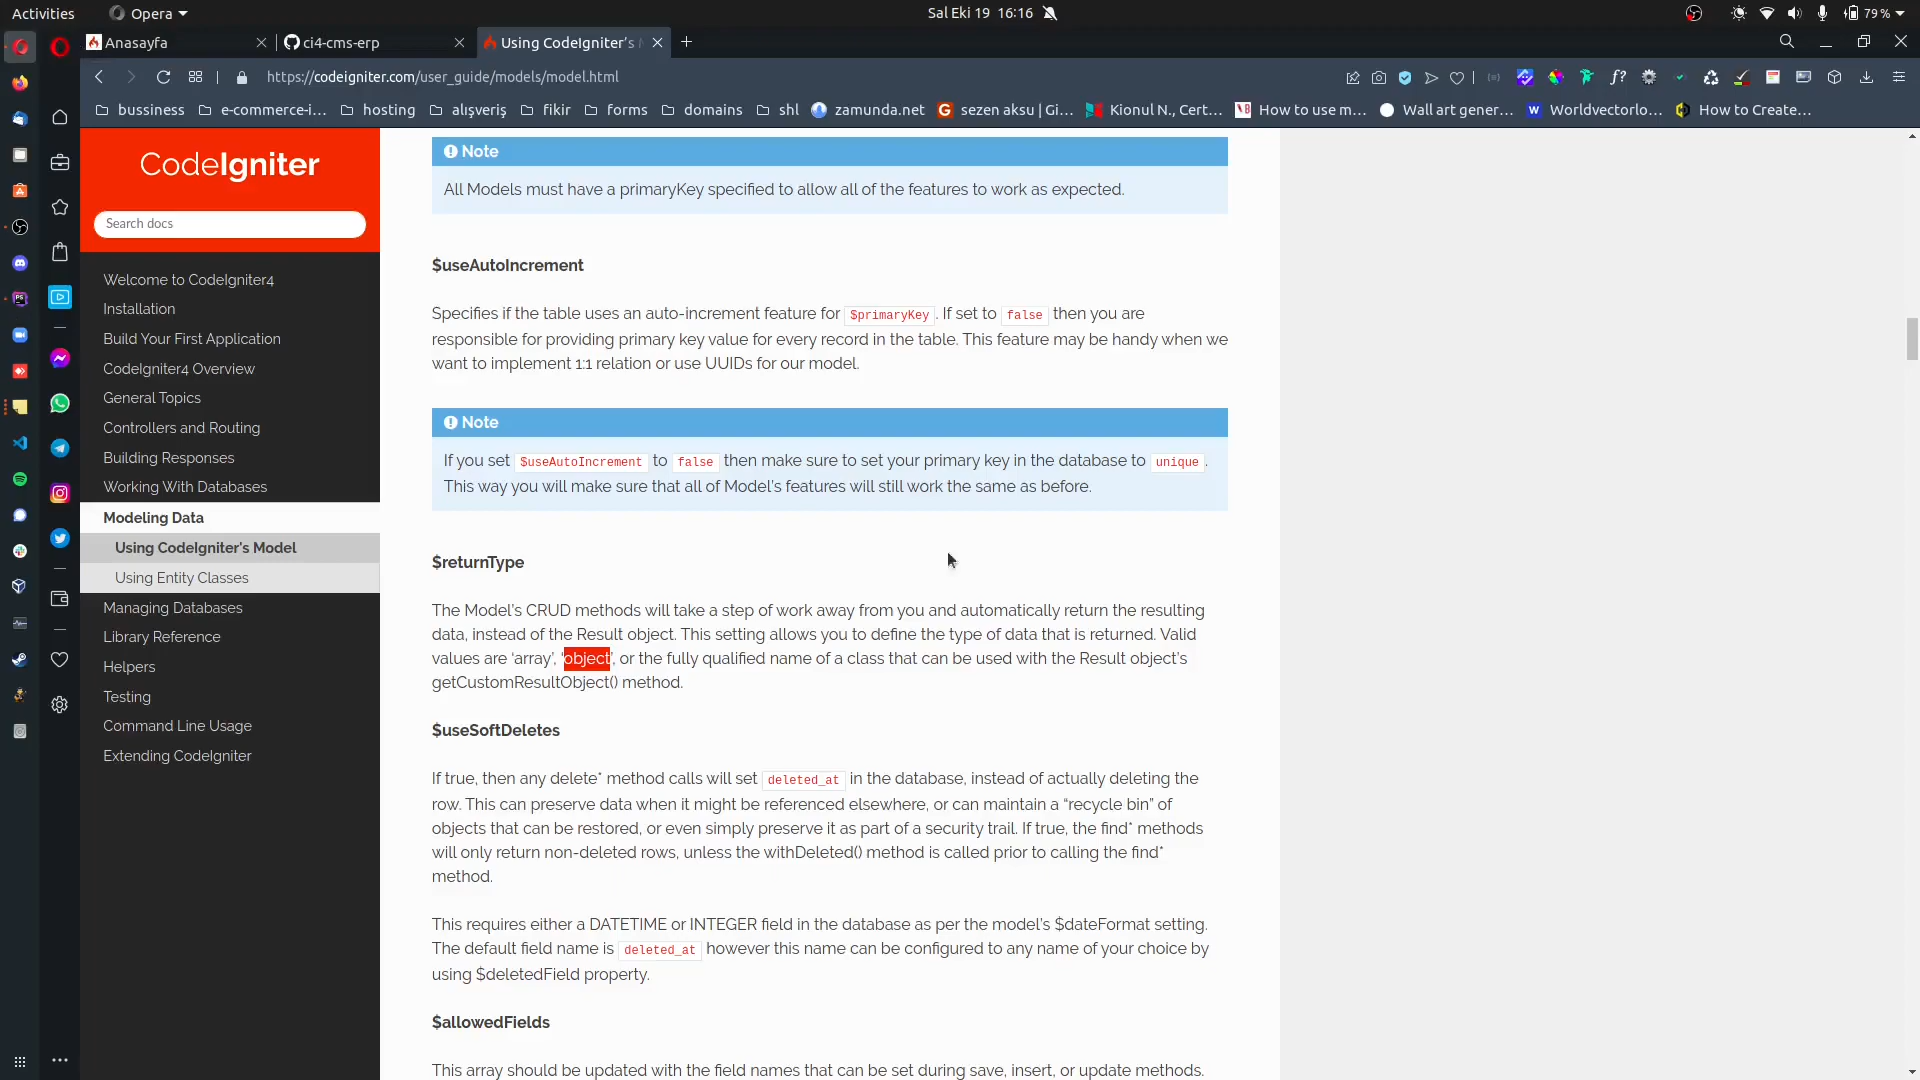 Activities
Opera
Sal Eki 19 16:16
79 %
Anasayfa
ci4-cms-erp
Using CodeIgniter's
https://codeigniter.com/user_guide/models/model.html
bussiness
e-commerce-i...
hosting
alışveriş
fikir
forms
domains
shl
zamunda.net
sezen aksu | Gi...
Kionul N., Cert...
How to use m...
Wall art gener...
Worldvectorlo...
How to Create...
CodeIgniter
Search docs
Welcome to CodeIgniter4
Installation
Build Your First Application
CodeIgniter4 Overview
General Topics
Controllers and Routing
Building Responses
Working With Databases
Modeling Data
Using CodeIgniter's Model
Using Entity Classes
Managing Databases
Library Reference
Helpers
Testing
Command Line Usage
Extending CodeIgniter
Note
All Models must have a primaryKey specified to allow all of the features to work as expected.
$useAutoIncrement
Specifies if the table uses an auto-increment feature for $primaryKey. If set to false then you are
responsible for providing primary key value for every record in the table. This feature may be handy when we
want to implement 1:1 relation or use UUIDs for our model.
Note
If you set $useAutoIncrement to false then make sure to set your primary key in the database to unique.
This way you will make sure that all of Model's features will still work the same as before.
$returnType
The Model's CRUD methods will take a step of work away from you and automatically return the resulting
data, instead of the Result object. This setting allows you to define the type of data that is returned. Valid
values are ‘array’, ‘object’, or the fully qualified name of a class that can be used with the Result object's
getCustomResultObject() method.
$useSoftDeletes
If true, then any delete* method calls will set deleted_at in the database, instead of actually deleting the
row. This can preserve data when it might be referenced elsewhere, or can maintain a “recycle bin” of
objects that can be restored, or even simply preserve it as part of a security trail. If true, the find* methods
will only return non-deleted rows, unless the withDeleted() method is called prior to calling the find*
method.
This requires either a DATETIME or INTEGER field in the database as per the model's $dateFormat setting.
The default field name is deleted_at however this name can be configured to any name of your choice by
using $deletedField property.
$allowedFields
This array should be updated with the field names that can be set during save, insert, or update methods.